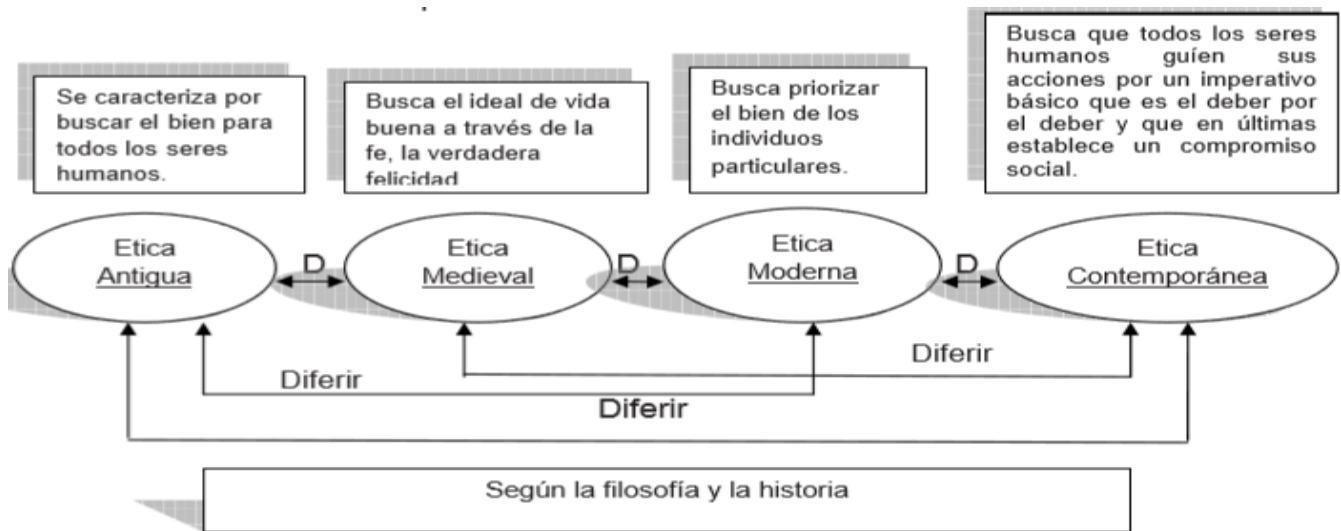 Se caracteriza por
buscar el bien para
todos los seres
humanos.
Busca el ideal de vida
buena a través de la
fe, la verdadera
felicidad
Busca priorizar
el bien de los
individuos
particulares.
Busca que todos los seres
humanos guíen sus
acciones por un imperativo
básico que es el deber por
el deber y que en últimas
establece un compromiso
social.
Etica
Antigua
D
Etica
Medieval
D
Etica
Moderna
D
Etica
Contemporánea
Diferir
Diferir
Diferir
Según la filosofía y la historia